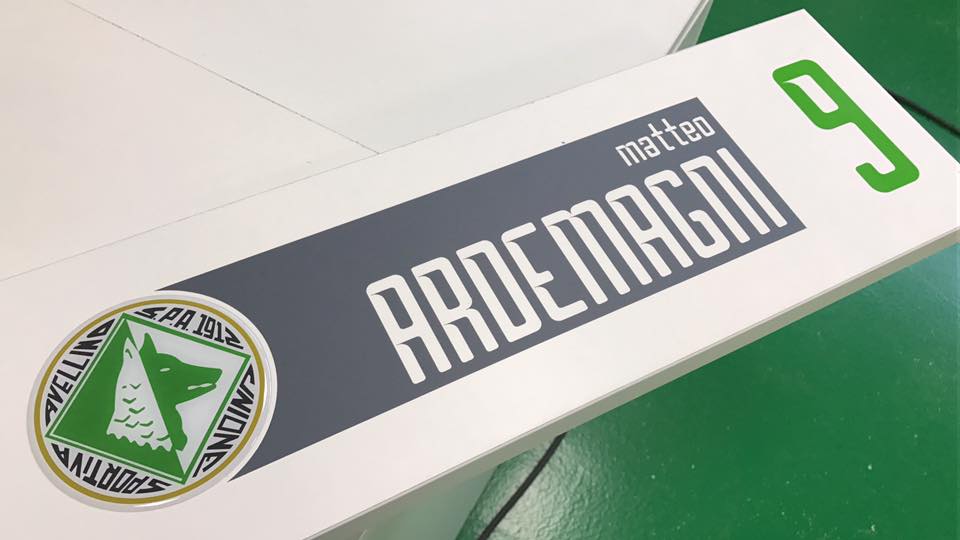 matteo
ARDEMAGNI
9
UNIONE
SPORTIVA
AVELLINO
S.P.A. 1912